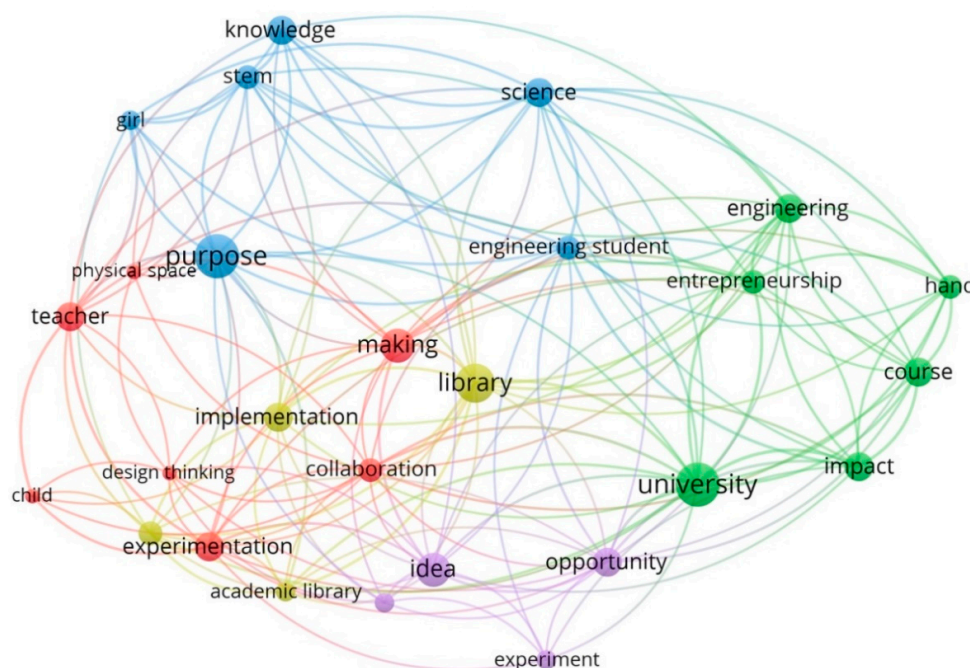 knowledge
stem
science
girl
engineering
purpose
engineering student
physical space
entrepreneurship
hand
teacher
making
library
course
implementation
design thinking
collaboration
impact
university
child
experimentation
idea
opportunity
academic library
experiment